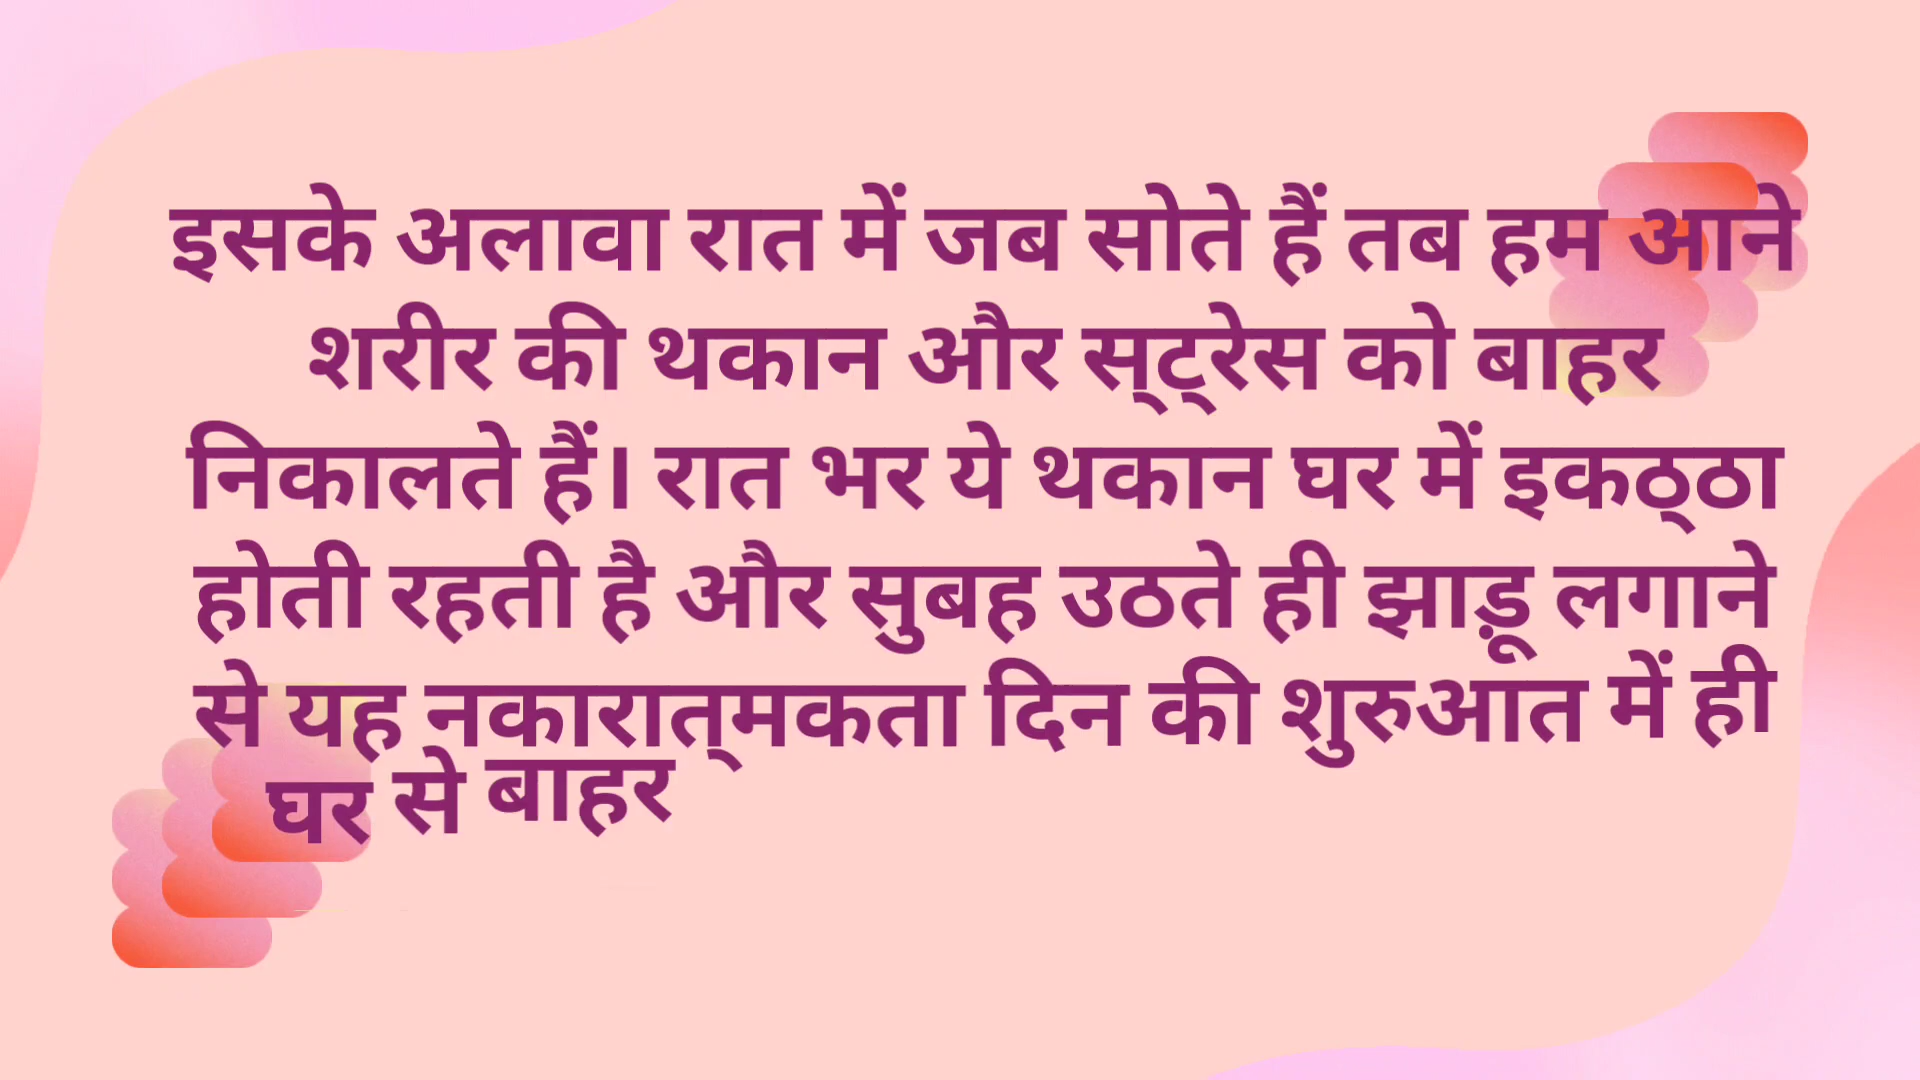 इसके अलावा रात में जब सोते हैं तब हम आने
शरीर की थकान और स्ट्रेस को बाहर
निकालते हैं। रात भर ये थकान घर में इकठ्ठा
होती रहती है और सुबह उठते ही झाड़ू लगाने
से यह नकारात्मकता दिन की शुरुआत में ही
घर से बाहर